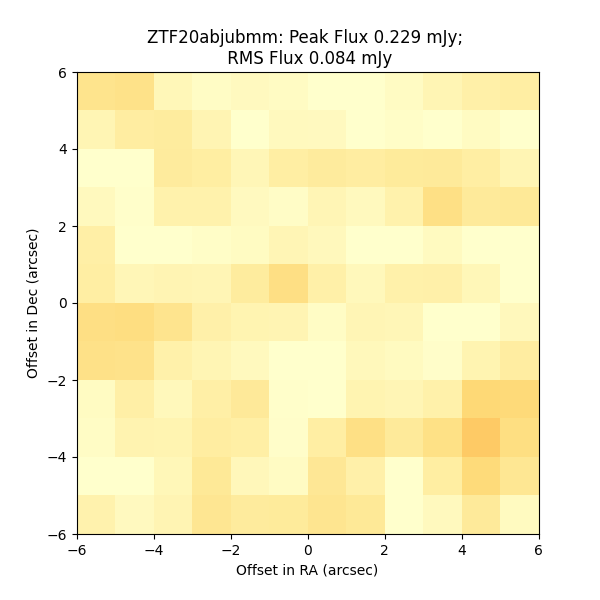 ZTF20abjubmm: Peak Flux 0.229 mJy;
RMS Flux 0.084 mJy
6
4
2
0
−2
−4
−6
Offset in Dec (arcsec)
−6 −4 −2 0 2 4 6
Offset in RA (arcsec)